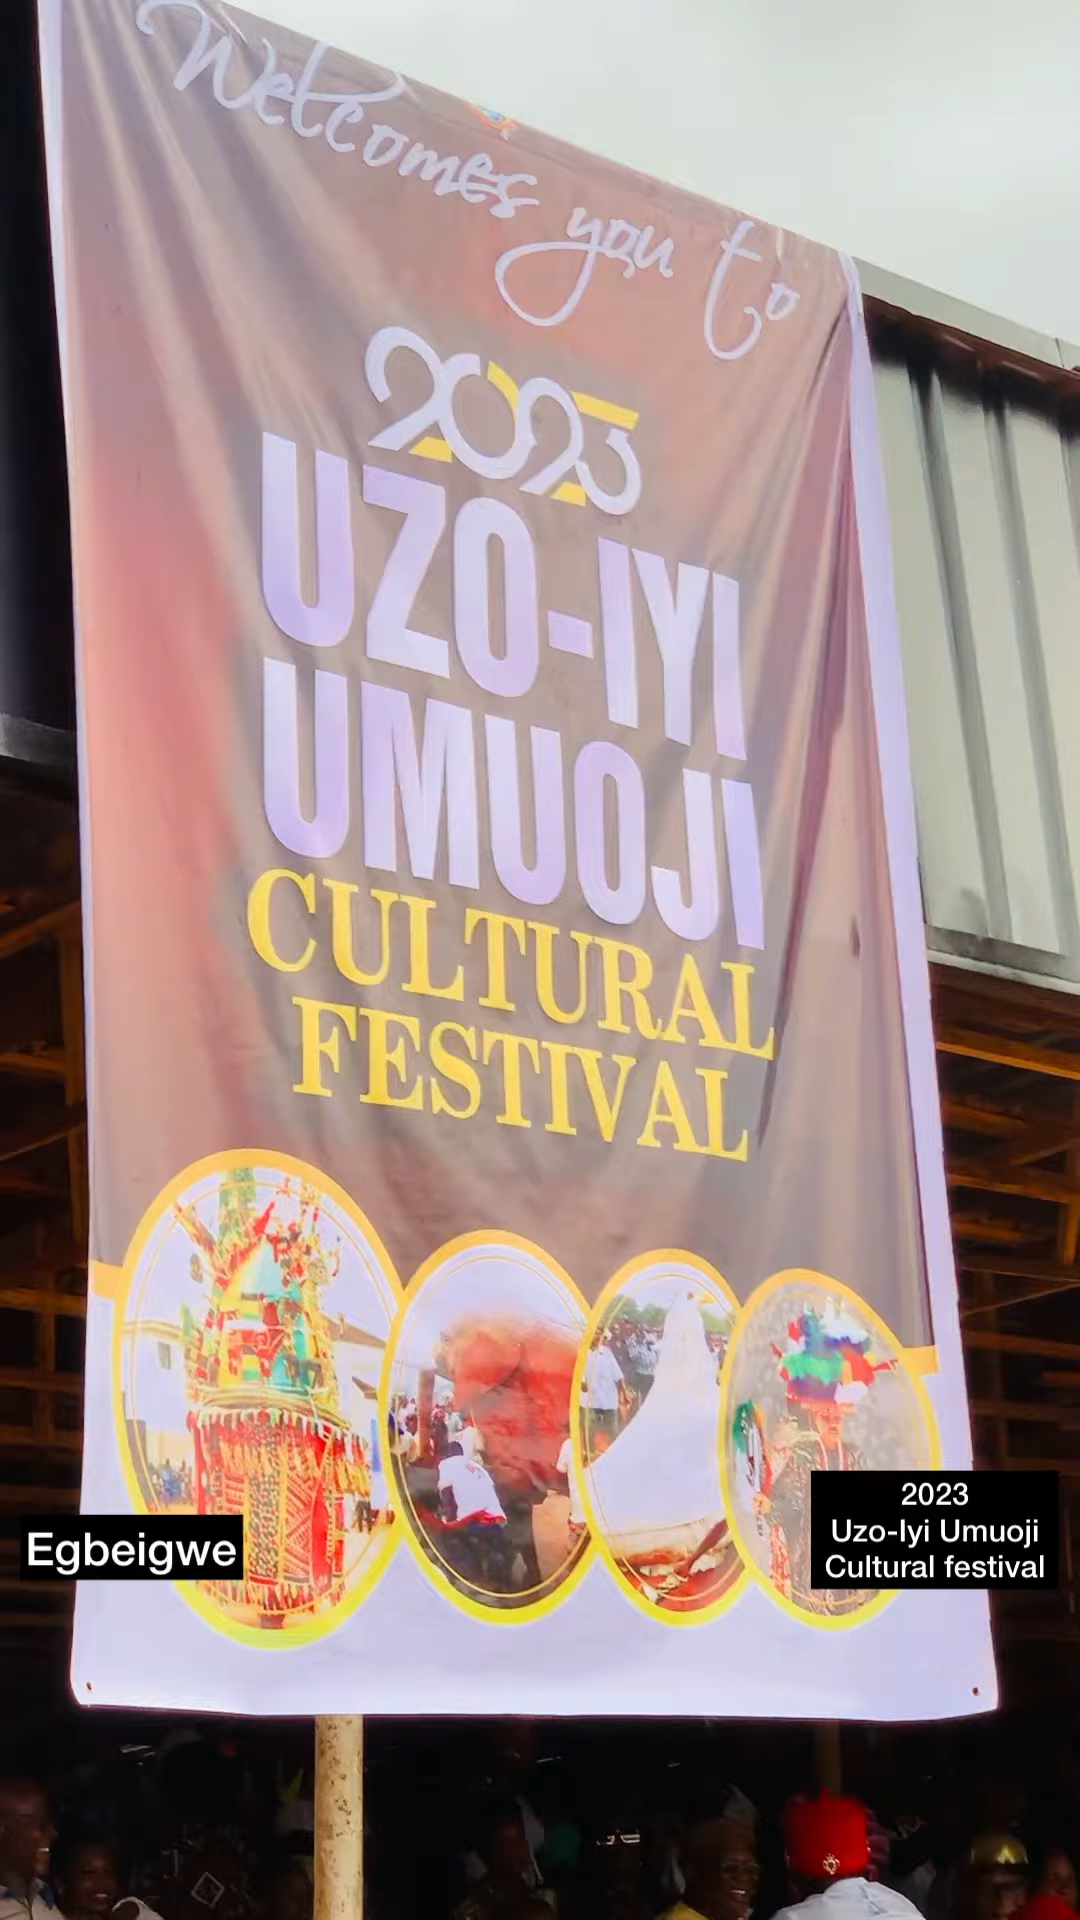 Welcomes you to
2023
UZO-IYI
UMUOJI
CULTURAL
FESTIVAL
Egbeigwe
2023
Uzo-Iyi Umuoji
Cultural festival